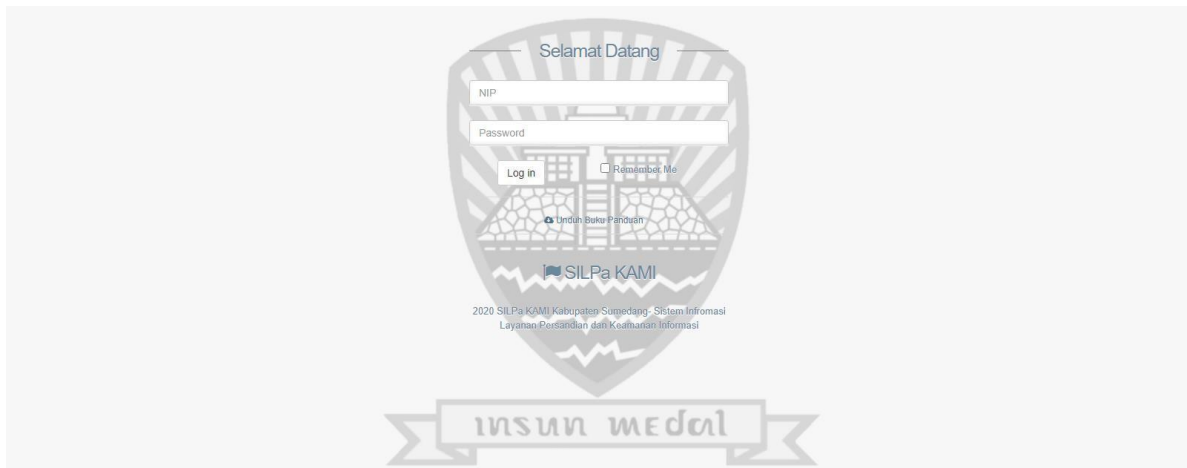 Selamat Datang
NIP
Password
Log in
Remember Me
Unduh Buku Panduan
SILPa KAMI
2020 SILPa KAMI Kabupaten Sumedang- Sistem Infromasi
Layanan Persandian dan Keamanan Informasi
insun medal